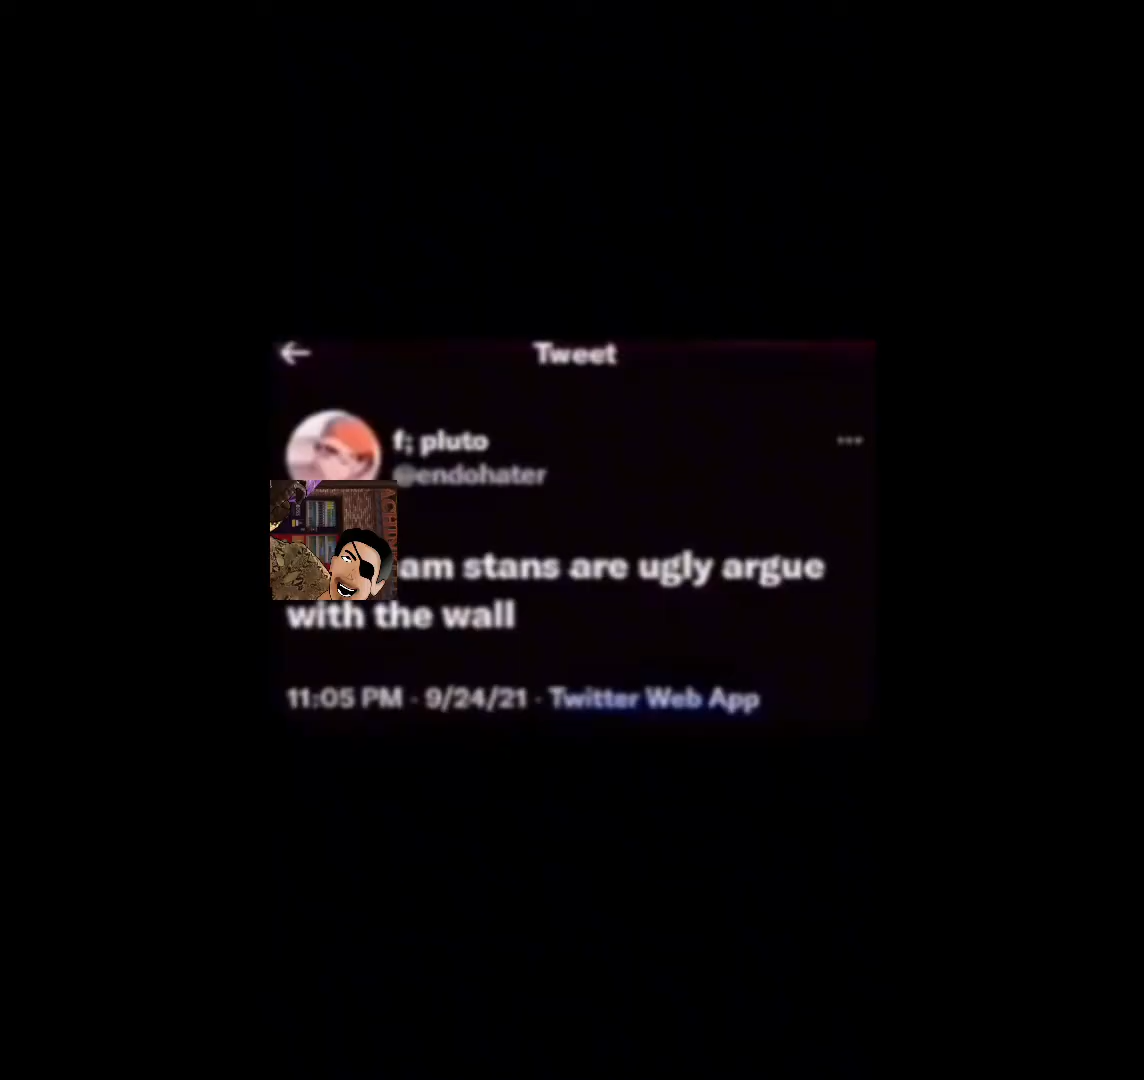 Tweet
f; pluto
@endohater
am stans are ugly argue
with the wall
11:05 PM · 9/24/21 · Twitter Web App